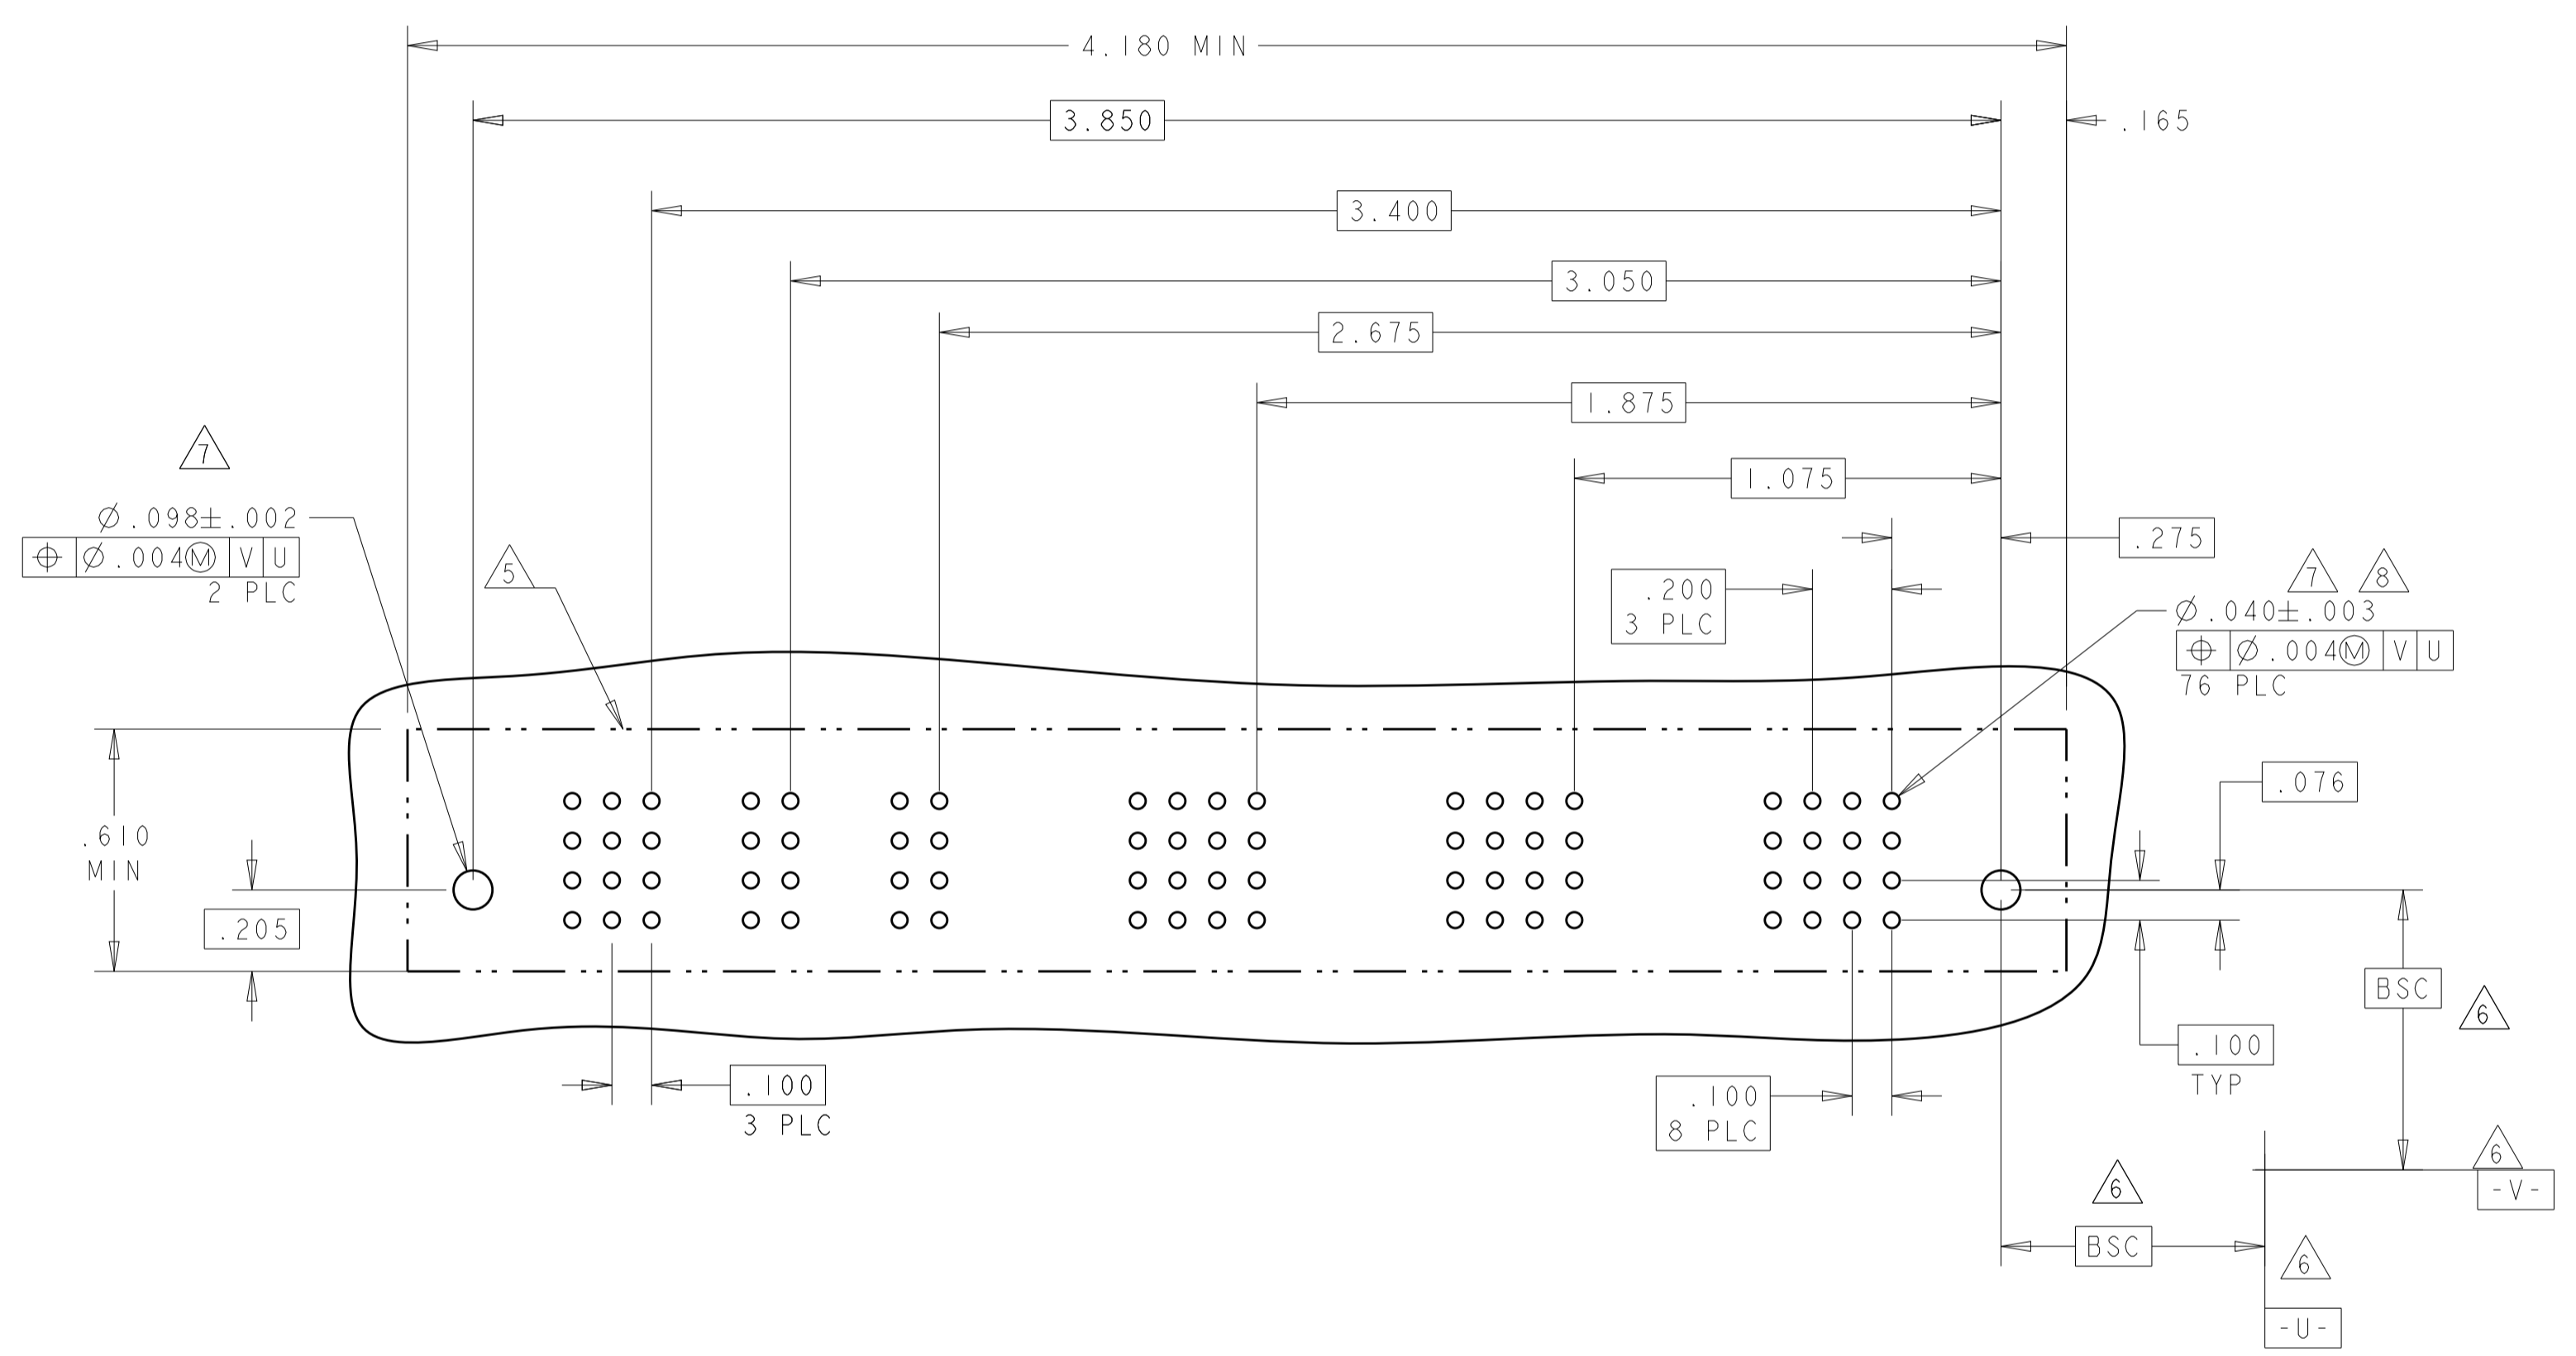 4.180 MIN
3.850
.165
3.400
3.050
2.675
1.875
7
1.075
⌀.098±.002
⌖ ⌀.004Ⓜ V U
2 PLC
.275
5
7 8
.200
3 PLC
⌀.040±.003
⌖ ⌀.004Ⓜ V U
76 PLC
.076
.610
MIN
.205
BSC
6
.100
TYP
.100
3 PLC
.100
8 PLC
6
-V-
6
BSC
6
-U-